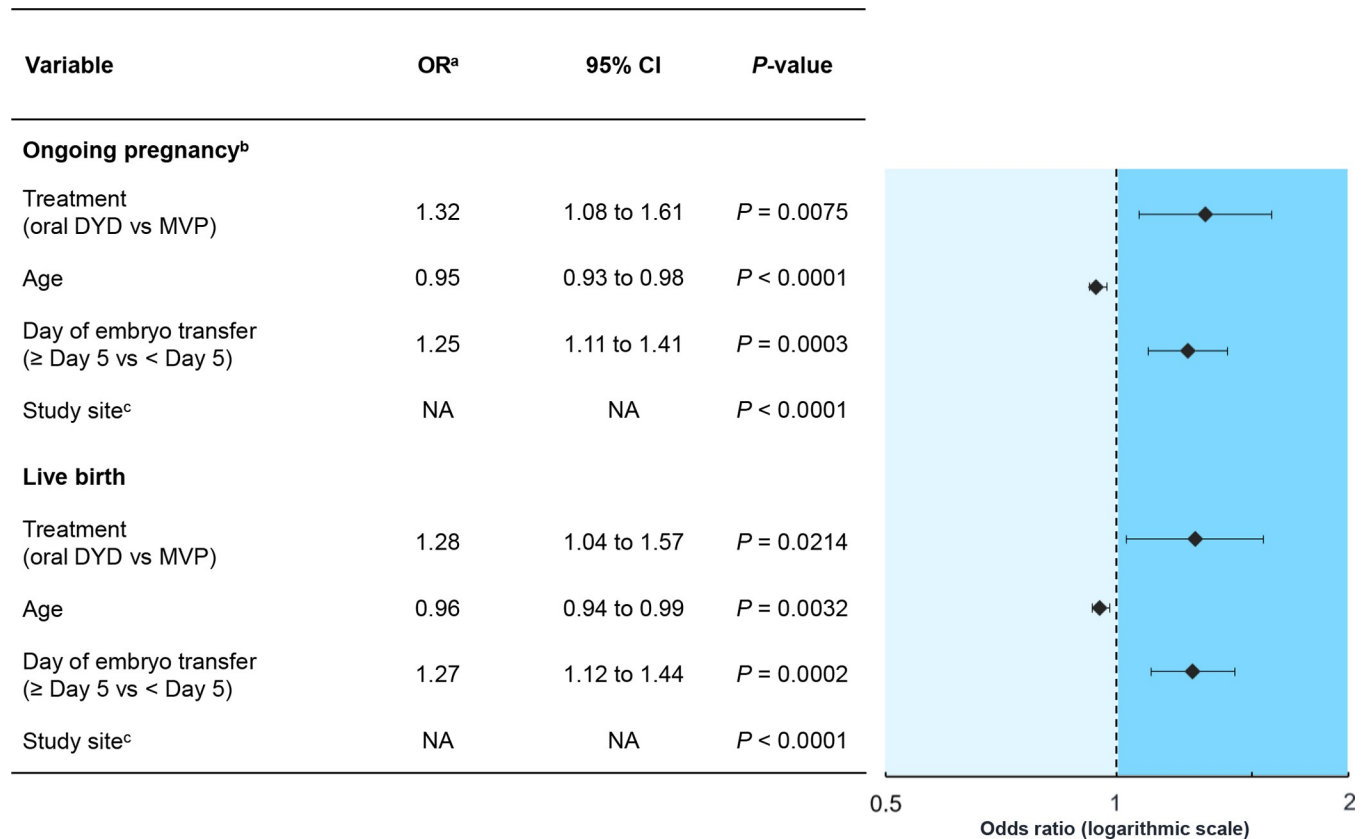 Variable ORᵃ 95% CI P-value
Ongoing pregnancyᵇ
Treatment
(oral DYD vs MVP) 1.32 1.08 to 1.61 P = 0.0075
Age 0.95 0.93 to 0.98 P < 0.0001
Day of embryo transfer
(≥ Day 5 vs < Day 5) 1.25 1.11 to 1.41 P = 0.0003
Study siteᶜ NA NA P < 0.0001
Live birth
Treatment
(oral DYD vs MVP) 1.28 1.04 to 1.57 P = 0.0214
Age 0.96 0.94 to 0.99 P = 0.0032
Day of embryo transfer
(≥ Day 5 vs < Day 5) 1.27 1.12 to 1.44 P = 0.0002
Study siteᶜ NA NA P < 0.0001
0.5 1 2
Odds ratio (logarithmic scale)